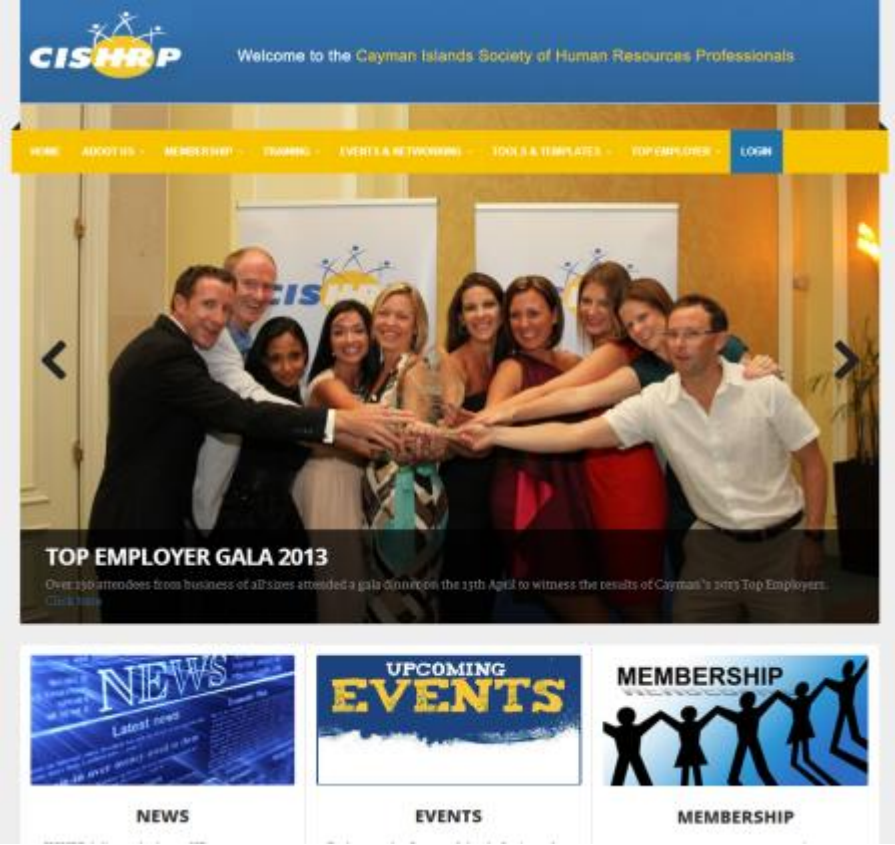 CISHRP
Welcome to the Cayman Islands Society of Human Resources Professionals
HOME ABOUT US MEMBERSHIP TRAINING EVENTS & NETWORKING TOOLS & TEMPLATES TOP EMPLOYER LOGIN
CISHR
TOP EMPLOYER GALA 2013
Over 150 attendees from business of all sizes attended a gala dinner on the 15th April to witness the results of Cayman's 2013 Top Employers.
Click here
NEWS
Latest news
UPCOMING
EVENTS
MEMBERSHIP
NEWS
EVENTS
MEMBERSHIP